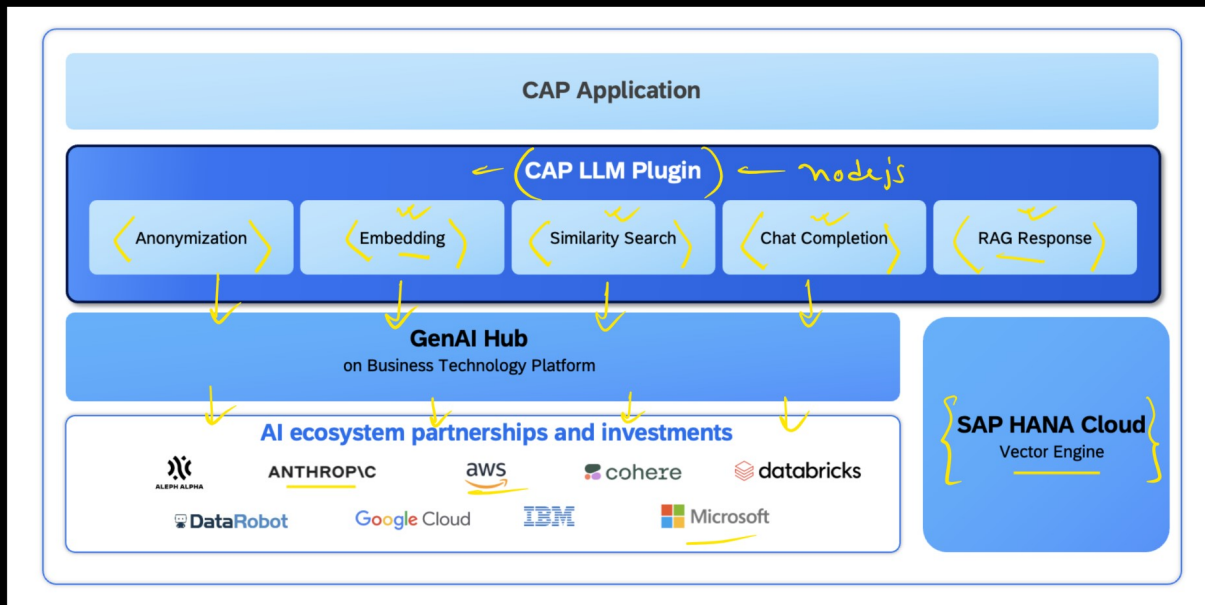 CAP Application
CAP LLM Plugin nodejs
Anonymization Embedding Similarity Search Chat Completion RAG Response
GenAI Hub
on Business Technology Platform
SAP HANA Cloud
Vector Engine
AI ecosystem partnerships and investments
ALEPH ALPHA ANTHROP\C aws cohere databricks
DataRobot Google Cloud IBM Microsoft